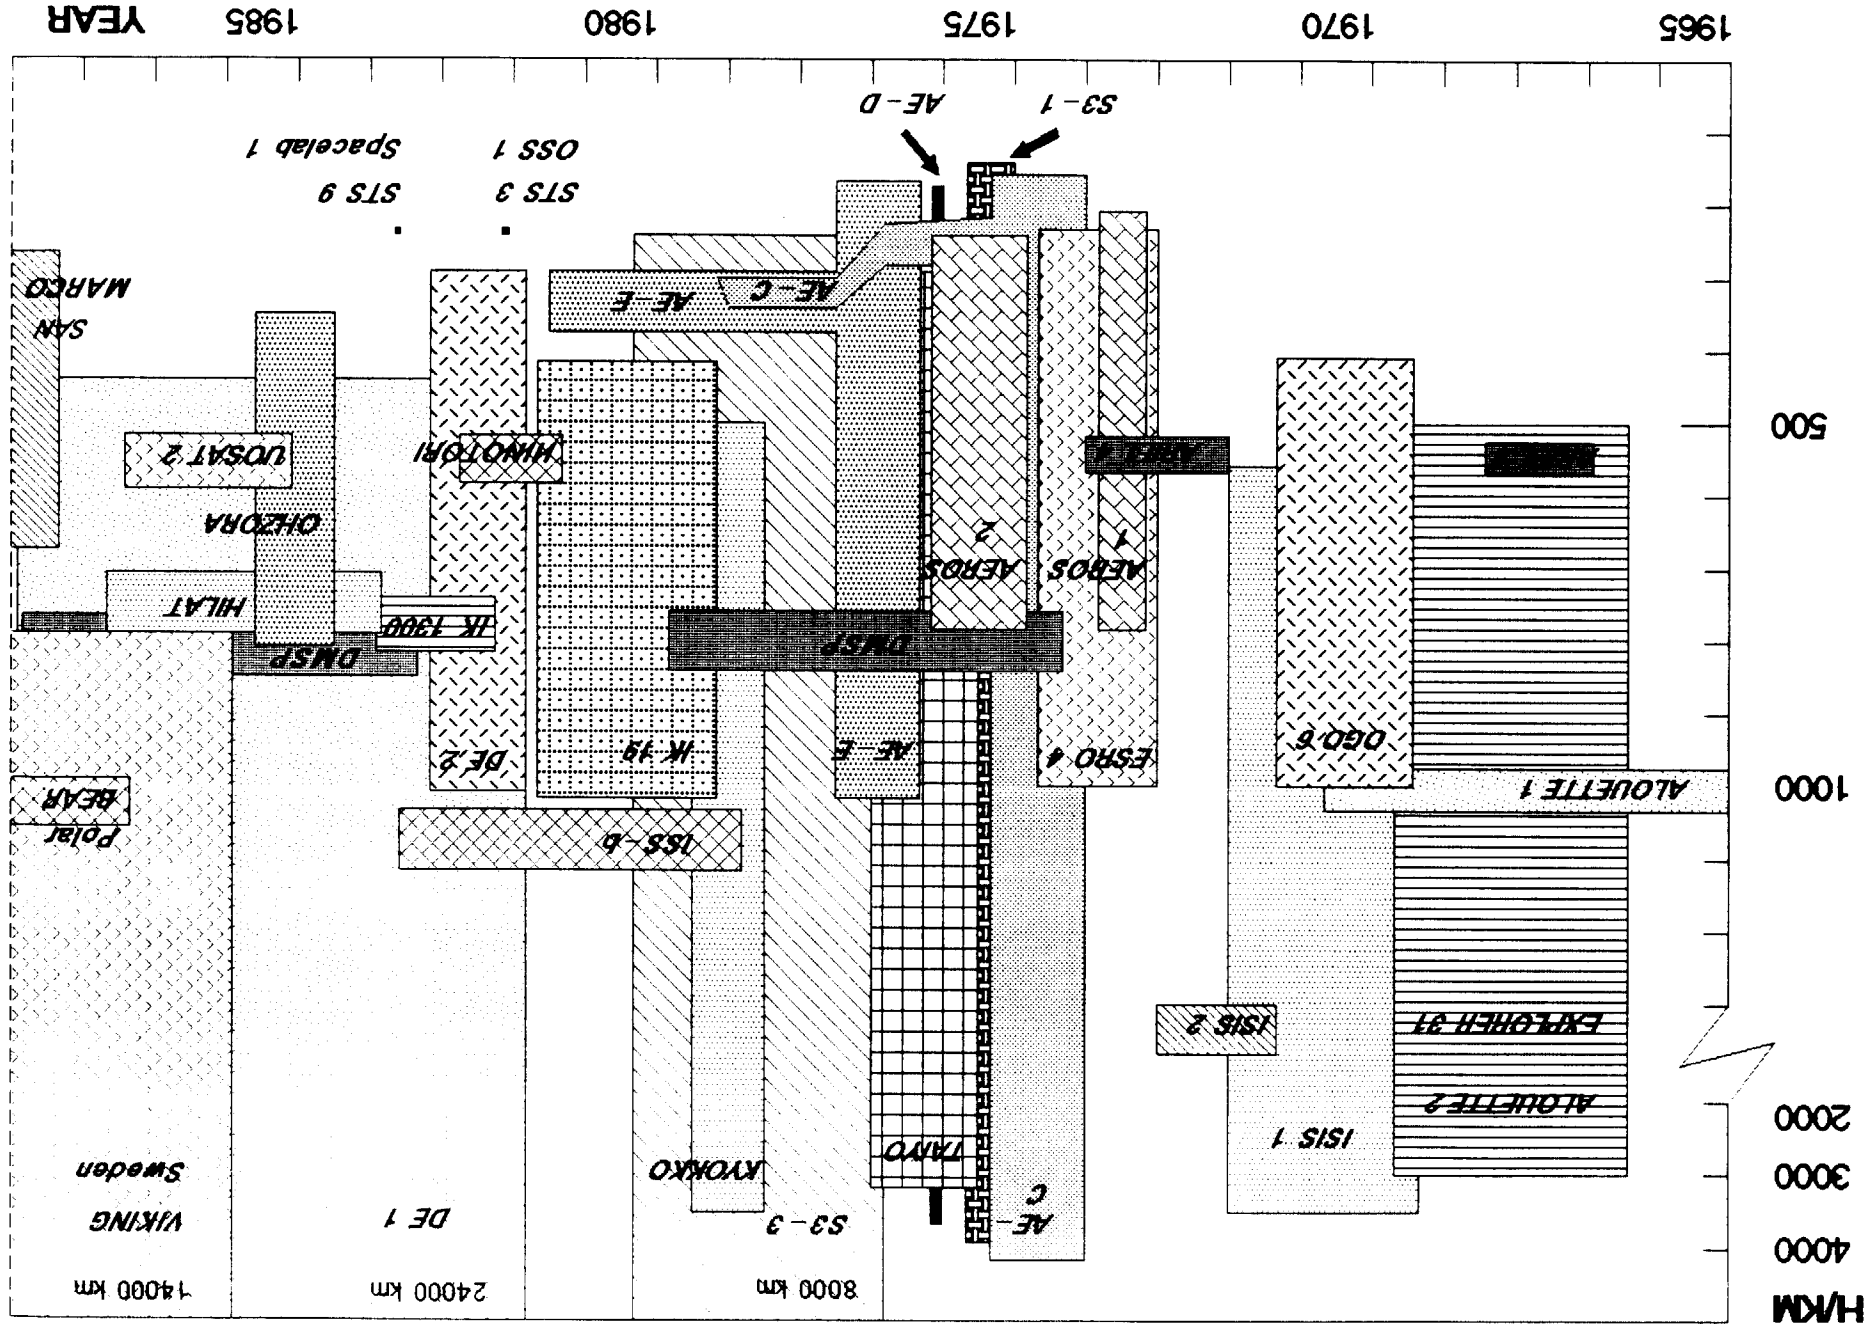 H/KM
8000 km
24000 km
14000 km
4000
AE-
C
S3-3
DE 1
VIKING
Sweden
3000
TAIYO
KYOKKO
2000
ISIS 1
ALOUETTE 2
EXPLORER 31
ISIS 2
ISS-b
Polar
BEAR
1000
ALOUETTE 1
OGO 6
ESRO 4
AE-E
IK 19
DE 2
DMSP
DMSP
IK 1300
HILAT
AEROS
1
AEROS
2
OHZORA
500
HINOTORI
UOSAT 2
SAN
MARCO
AE-C
AE-E
STS 3
OSS 1
STS 9
Spacelab 1
S3-1
AE-D
1965
1970
1975
1980
1985
YEAR